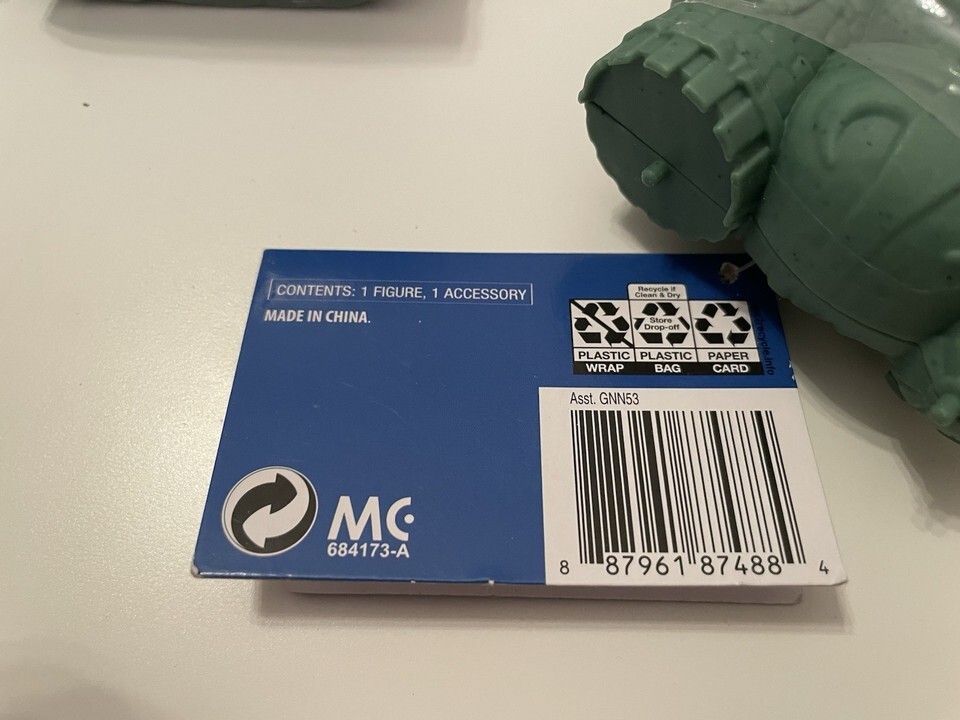 CONTENTS: 1 FIGURE, 1 ACCESSORY
MADE IN CHINA.
Recycle if
Clean & Dry
Store
Drop-off
PLASTIC PLASTIC PAPER
WRAP BAG CARD
Asst. GNN53
8 87961 87488 4
MC
684173-A